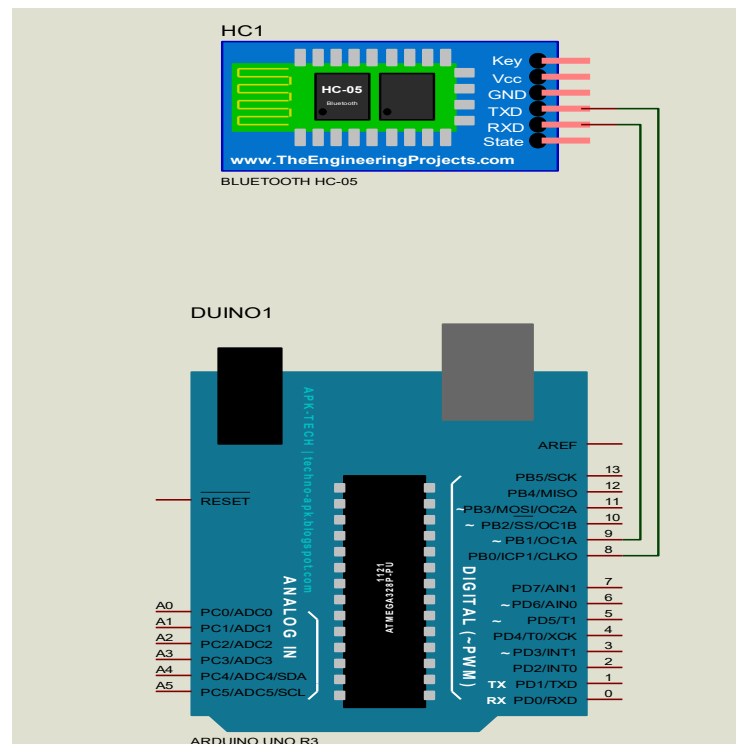 HC1
Key
Vcc
GND
TXD
RXD
State
HC-05
Bluetooth
www.TheEngineeringProjects.com
BLUETOOTH HC-05
DUINO1
APK-TECH | techno-apk.blogspot.com
RESET
AREF
PB5/SCK 13
PB4/MISO 12
~PB3/MOSI/OC2A 11
~ PB2/SS/OC1B 10
~ PB1/OC1A 9
PB0/ICP1/CLKO 8
1121
ATMEGA328P-PU
DIGITAL (~PWM)
ANALOG IN
PD7/AIN1 7
~PD6/AIN0 6
~ PD5/T1 5
PD4/T0/XCK 4
~PD3/INT1 3
PD2/INT0 2
TX PD1/TXD 1
RX PD0/RXD 0
A0 PC0/ADC0
A1 PC1/ADC1
A2 PC2/ADC2
A3 PC3/ADC3
A4 PC4/ADC4/SDA
A5 PC5/ADC5/SCL
ARDUINO UNO R3